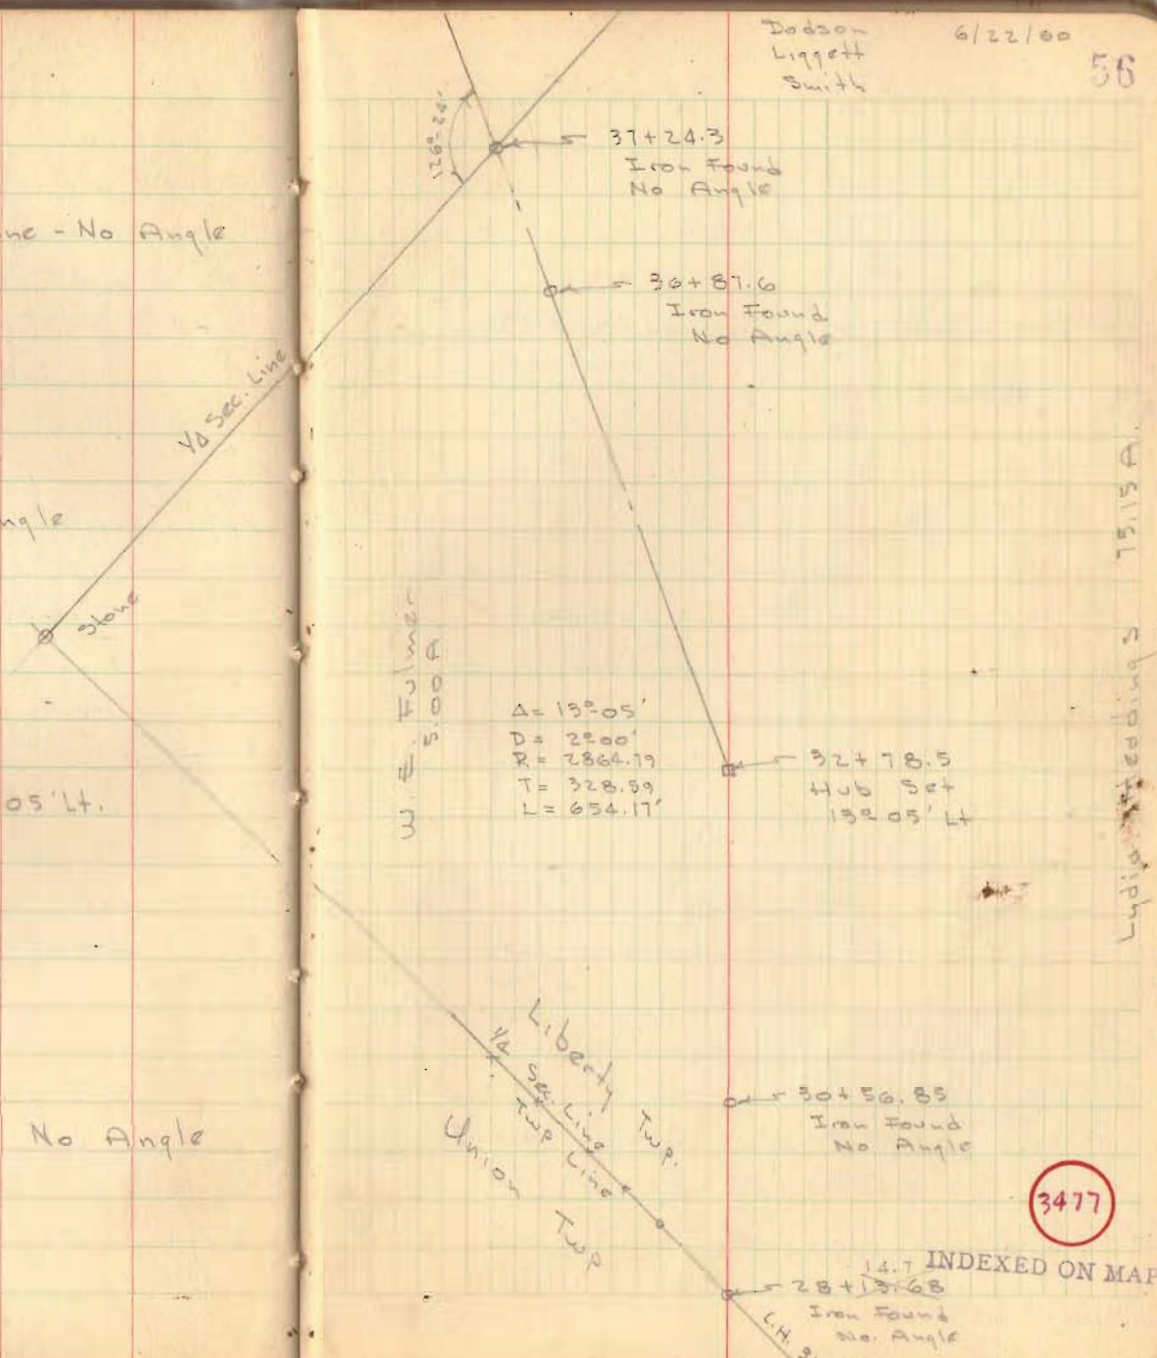 Dodson
Liggett
Smith
6/22/60
56
126°-24'
37+24.3
Iron Found
No Angle
ne - No Angle
36+87.6
Iron Found
No Angle
1/4 Sec. Line
ngle
Stone
75.15 A.
W. E. Fulmer
5.00 A
Δ= 13°-05'
D = 2°00'
R = 2864.79
T = 328.59
L = 654.17'
32+78.5
Hub Set
13°05' Lt
05' Lt.
Lydia
Liberty Twp.
1/4 Sec. Line
Twp Line
Union Twp
30+56.85
Iron Found
No Angle
No Angle
3477
INDEXED ON MAP
14.7
28+13.68
Iron Found
No. Angle
C.H.